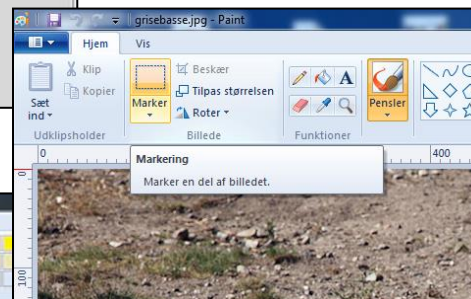 grisebasse.jpg - Paint
Hjem Vis
Klip
Kopier
Sæt
ind
Udklipsholder
Marker
Beskær
Tilpas størrelsen
Roter
Billede
A
Funktioner
Pensler
0
400
Markering
Marker en del af billedet.
0
100